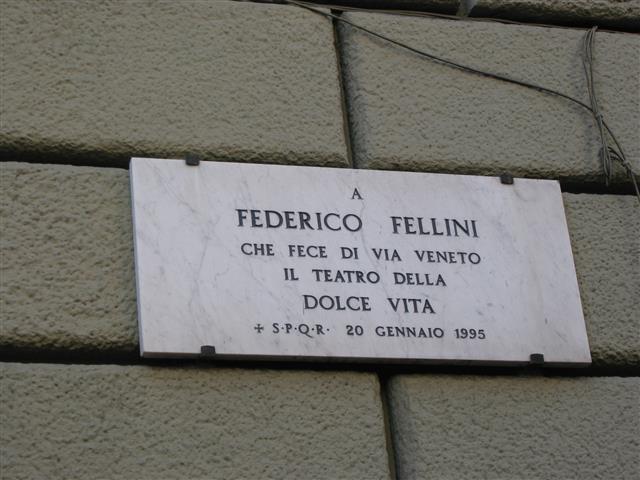 A
FEDERICO FELLINI
CHE FECE DI VIA VENETO
IL TEATRO DELLA
DOLCE VITA
+ S·P·Q·R· 20 GENNAIO 1995